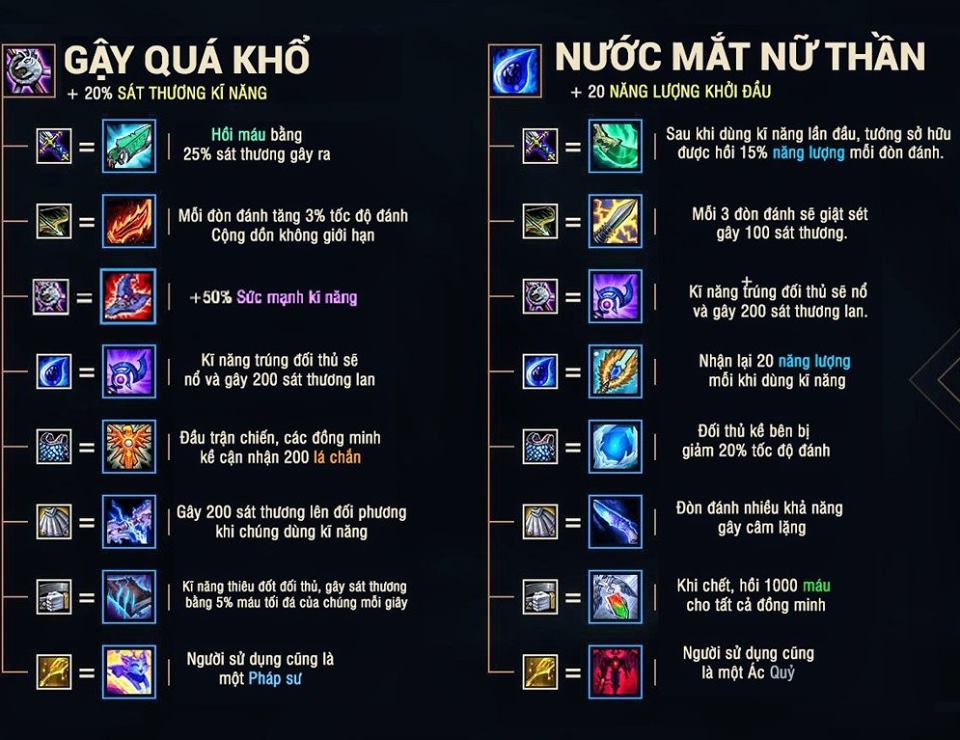 GẬY QUÁ KHỔ
+ 20% SÁT THƯƠNG KĨ NĂNG
Hồi máu bằng
25% sát thương gây ra
Mỗi đòn đánh tăng 3% tốc độ đánh
Cộng dồn không giới hạn
+50% Sức mạnh kĩ năng
Kĩ năng trúng đối thủ sẽ
nổ và gây 200 sát thương lan
Đầu trận chiến, các đồng minh
kề cận nhận 200 lá chắn
Gây 200 sát thương lên đối phương
khi chúng dùng kĩ năng
Kĩ năng thiêu đốt đối thủ, gây sát thương
bằng 5% máu tối đá của chúng mỗi giây
Người sử dụng cũng là
một Pháp sư
NƯỚC MẮT NỮ THẦN
+ 20 NĂNG LƯỢNG KHỞI ĐẦU
Sau khi dùng kĩ năng lần đầu, tướng sở hữu
được hồi 15% năng lượng mỗi đòn đánh.
Mỗi 3 đòn đánh sẽ giật sét
gây 100 sát thương.
Kĩ năng trúng đối thủ sẽ nổ
và gây 200 sát thương lan.
Nhận lại 20 năng lượng
mỗi khi dùng kĩ năng
Đối thủ kề bên bị
giảm 20% tốc độ đánh
Đòn đánh nhiều khả năng
gây câm lặng
Khi chết, hồi 1000 máu
cho tất cả đồng minh
Người sử dụng cũng
là một Ác Quỷ